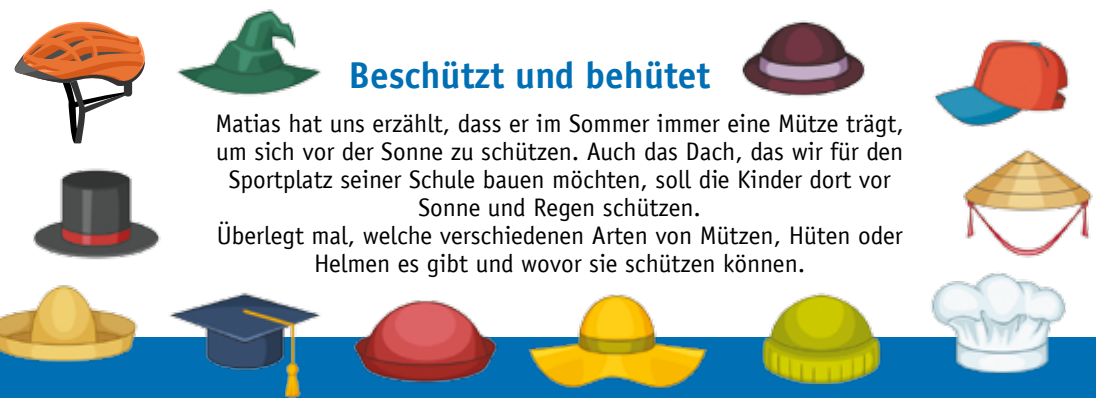 Beschützt und behütet
Matias hat uns erzählt, dass er im Sommer immer eine Mütze trägt,
um sich vor der Sonne zu schützen. Auch das Dach, das wir für den
Sportplatz seiner Schule bauen möchten, soll die Kinder dort vor
Sonne und Regen schützen.
Überlegt mal, welche verschiedenen Arten von Mützen, Hüten oder
Helmen es gibt und wovor sie schützen können.